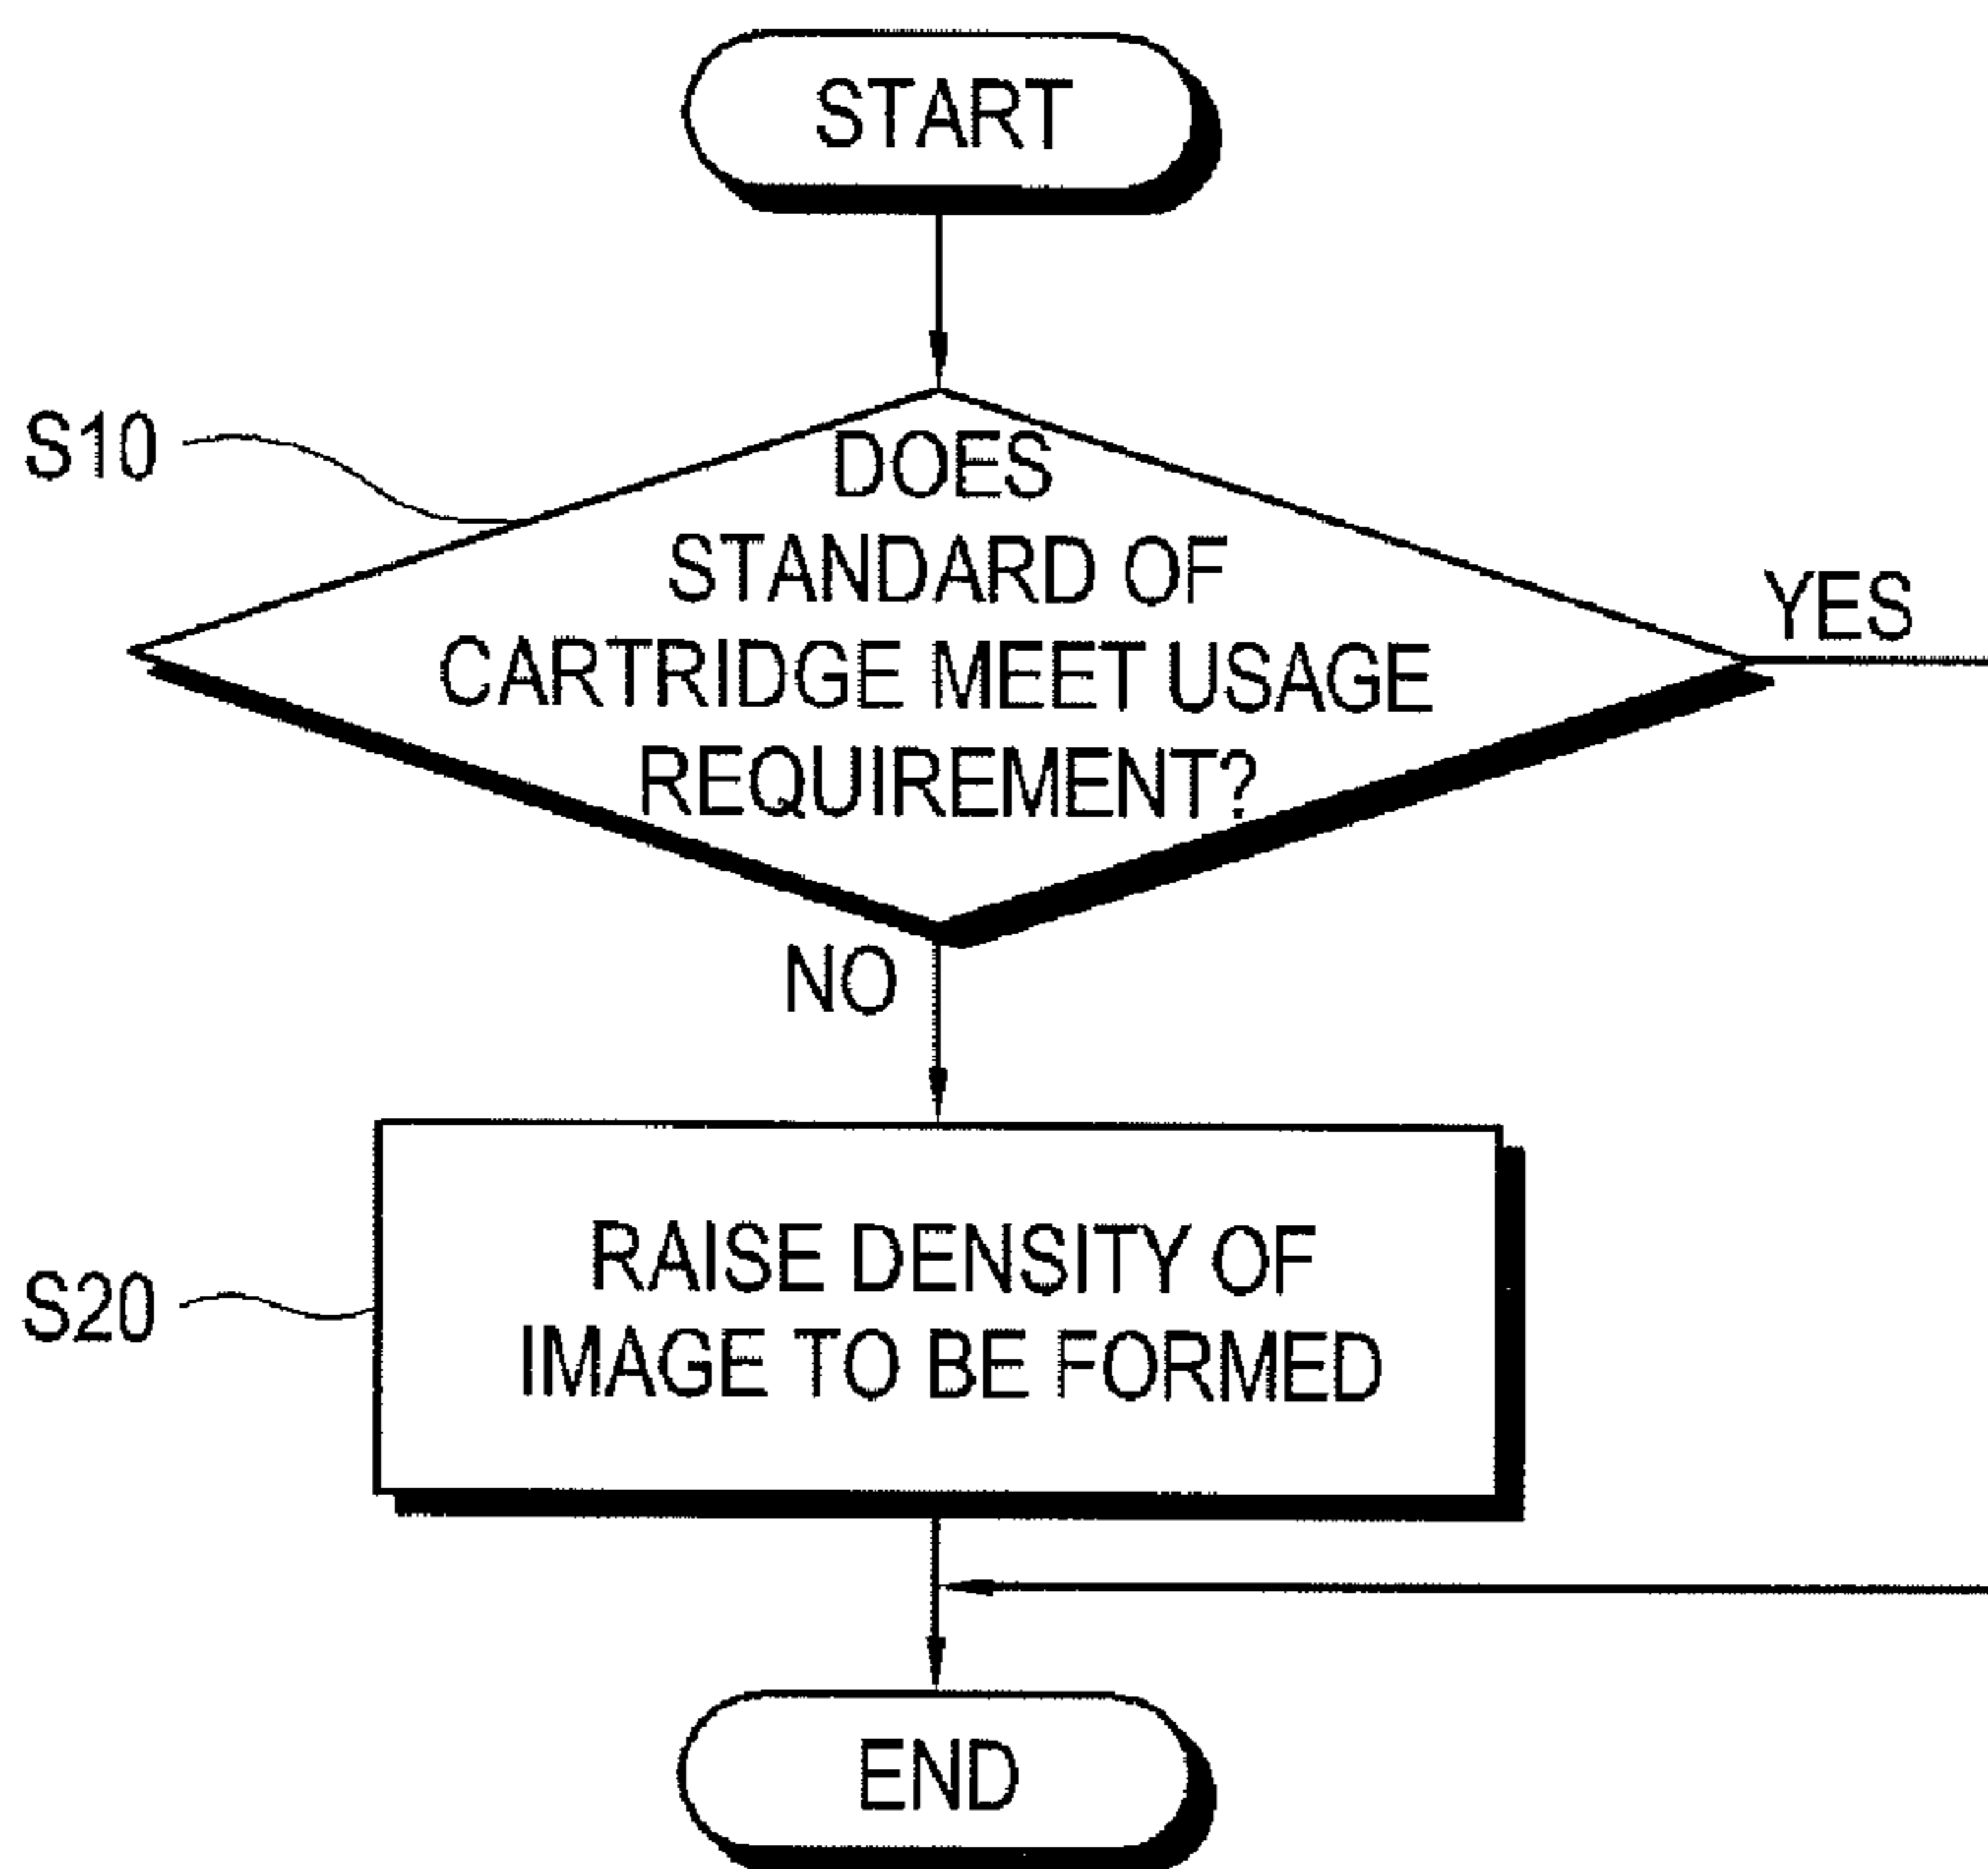 START
S10
DOES
STANDARD OF
CARTRIDGE MEET USAGE
REQUIREMENT?
YES
NO
S20
RAISE DENSITY OF
IMAGE TO BE FORMED
END